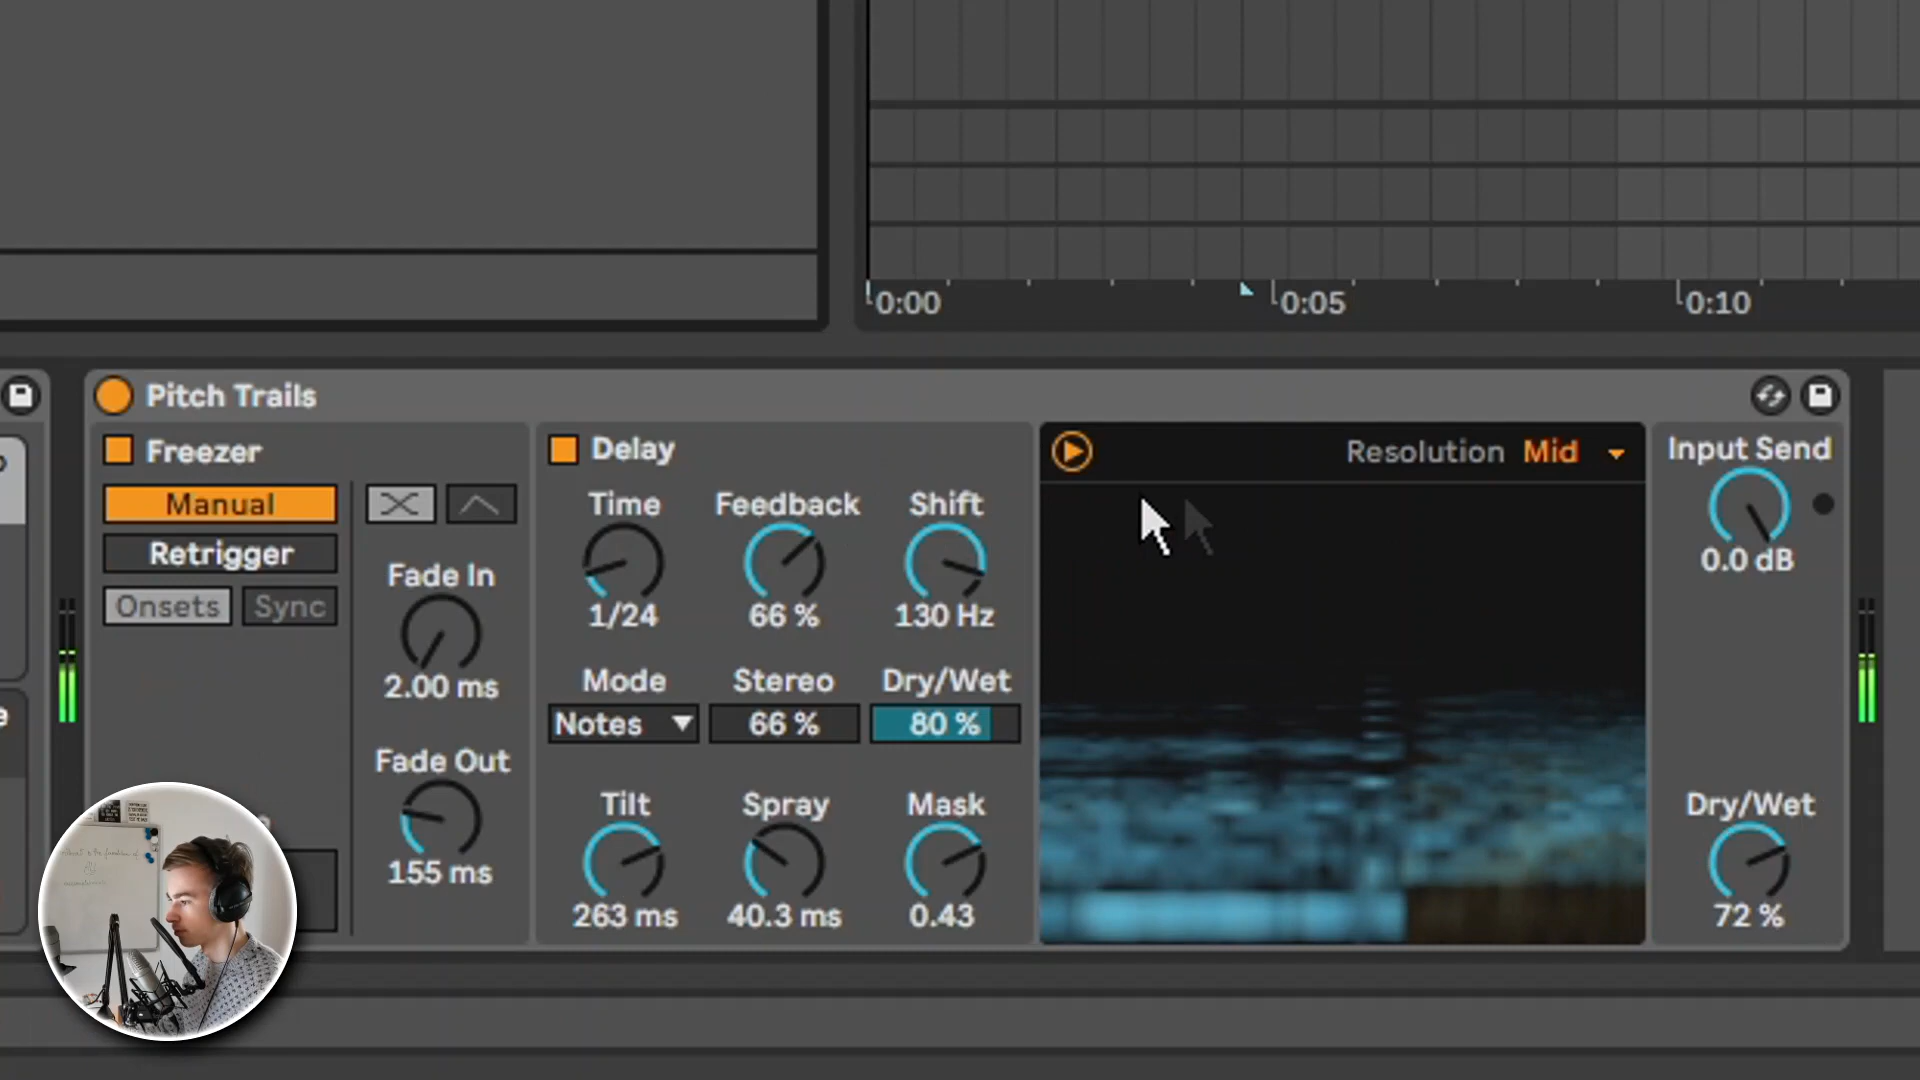 0:00
0:05
0:10
Pitch Trails
Freezer
Manual
Retrigger
Onsets
Sync
Fade In
2.00 ms
Fade Out
155 ms
Delay
Time
Feedback
Shift
1/24
66 %
130 Hz
Mode
Stereo
Dry/Wet
Notes
66 %
80 %
Tilt
Spray
Mask
263 ms
40.3 ms
0.43
Resolution Mid
Input Send
0.0 dB
Dry/Wet
72 %